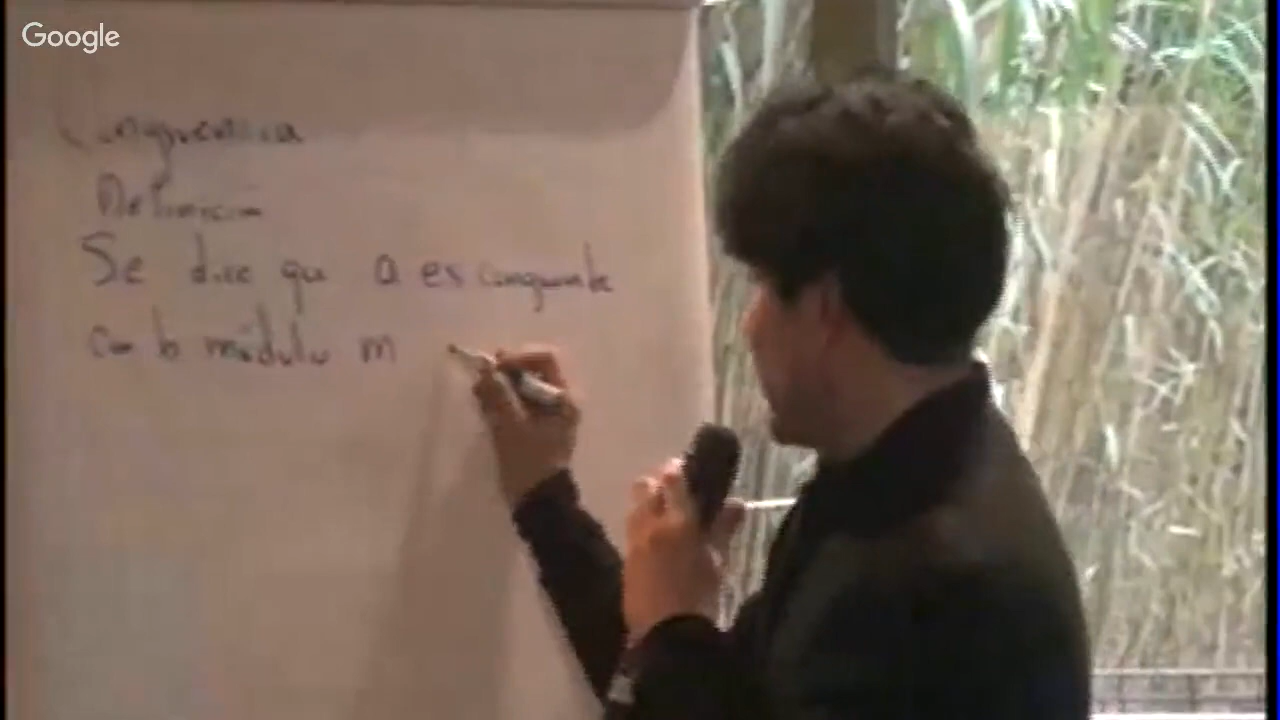 Google
Congruencia
Definición
Se dice que a es congruente
con b módulo m